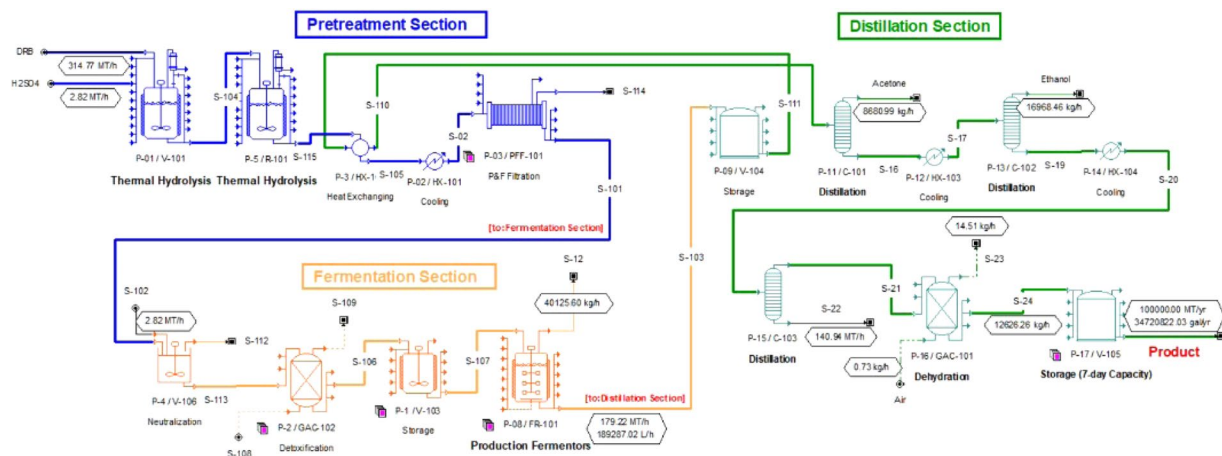 Pretreatment Section
Distillation Section
DRB
314.77 MT/h
H2SO4
2.82 MT/h
S-104
P-01 / V-101
Thermal Hydrolysis
P-5 / R-101
Thermal Hydrolysis
S-115
S-110
P-3 / HX-1
Heat Exchanging
S-105
P-02 / HX-101
Cooling
S-02
P-03 / PFF-101
P&F Filtration
S-114
S-101
[to:Fermentation Section]
S-111
P-09 / V-104
Storage
Acetone
8680.99 kg/h
P-11 / C-101
Distillation
S-16
S-17
P-12 / HX-103
Cooling
Ethanol
16968.46 kg/h
P-13 / C-102
Distillation
S-19
P-14 / HX-104
Cooling
S-20
Fermentation Section
S-102
2.82 MT/h
S-112
P-4 / V-106
Neutralization
S-113
S-109
S-108
P-2 / GAC-102
Detoxification
S-106
P-1 / V-103
Storage
S-107
S-12
40125.60 kg/h
P-08 / FR-101
Production Fermentors
[to:Distillation Section]
179.22 MT/h
189287.02 L/h
S-103
P-15 / C-103
Distillation
S-21
S-22
140.94 MT/h
14.51 kg/h
S-23
0.73 kg/h
Air
P-16 / GAC-101
Dehydration
S-24
12626.26 kg/h
P-17 / V-105
Storage (7-day Capacity)
100000.00 MT/yr
34720822.03 gal/yr
Product